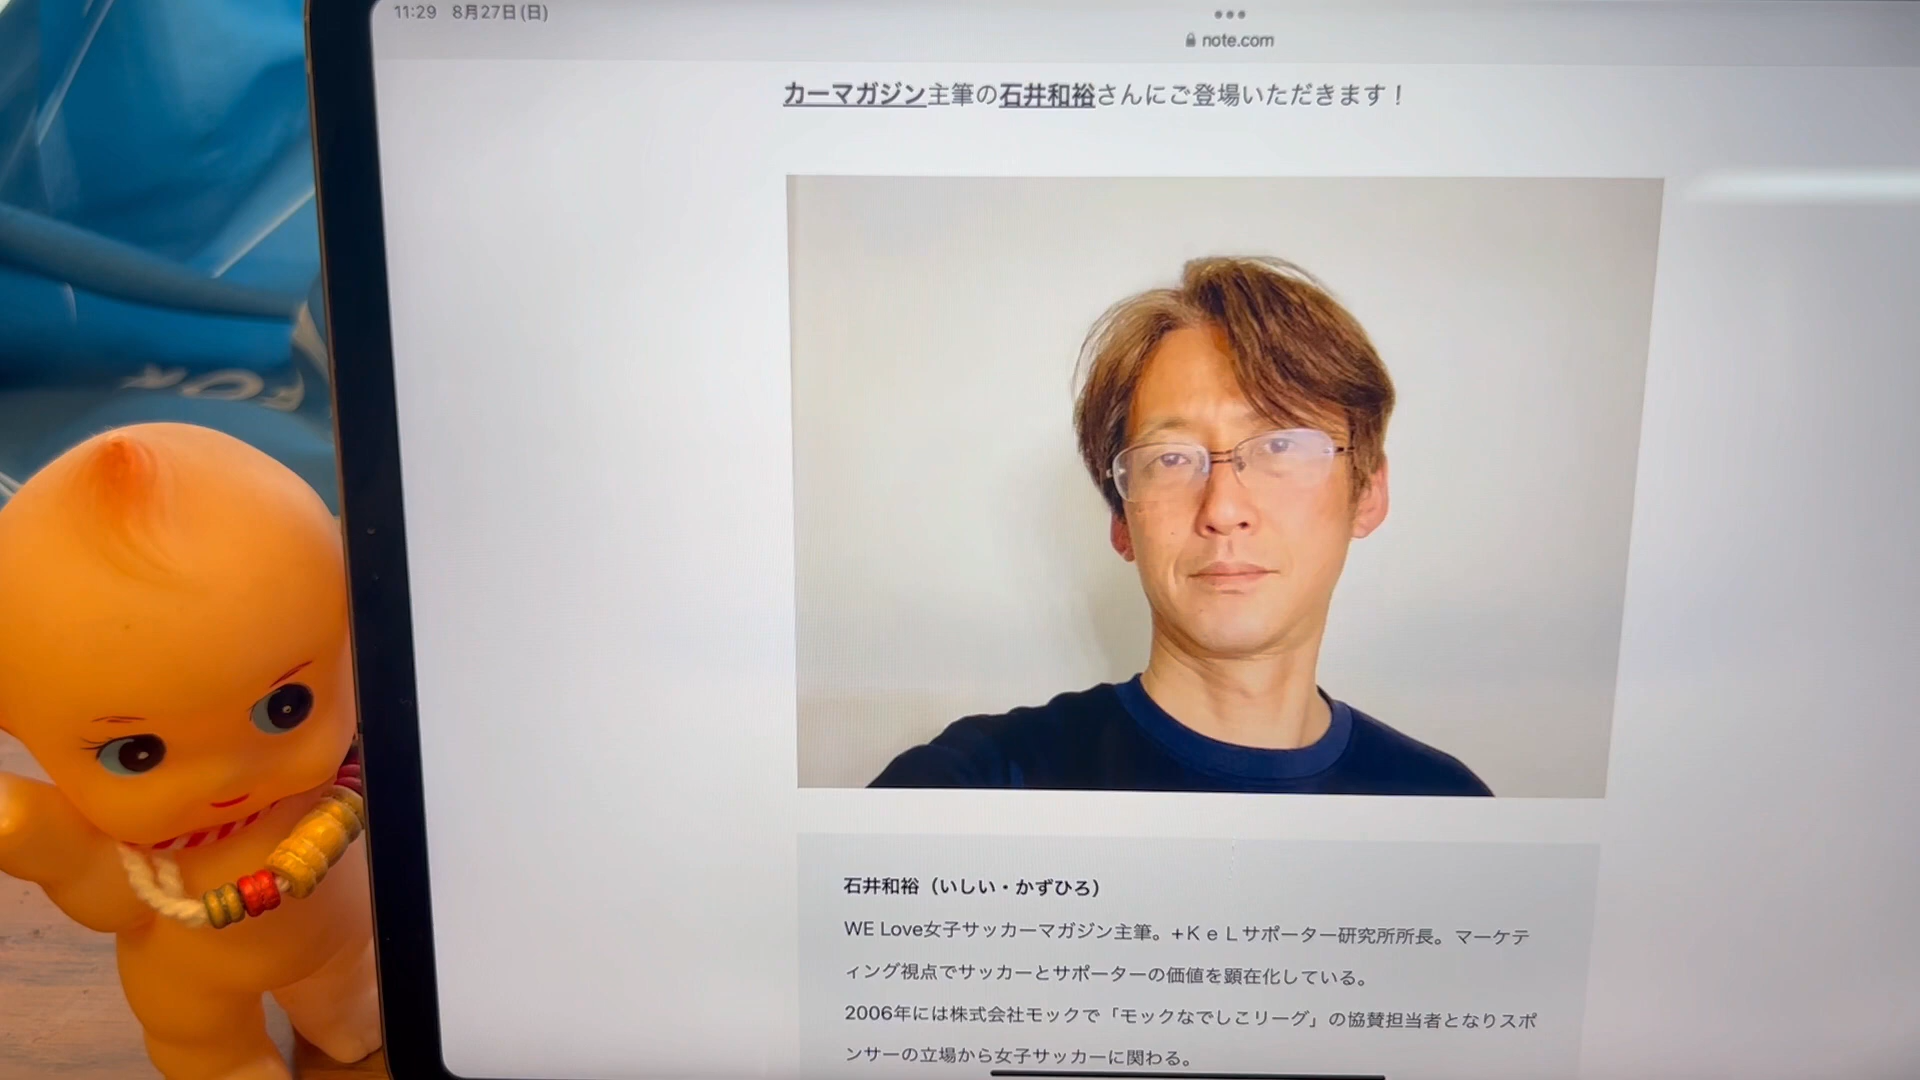 11:29 8月27日(日)
note.com
カーマガジン主筆の石井和裕さんにご登場いただきます！
石井和裕（いしい・かずひろ）
WE Love女子サッカーマガジン主筆。+ＫｅＬサポーター研究所所長。マーケテ
ィング視点でサッカーとサポーターの価値を顕在化している。
2006年には株式会社モックで「モックなでしこリーグ」の協賛担当者となりスポ
ンサーの立場から女子サッカーに関わる。